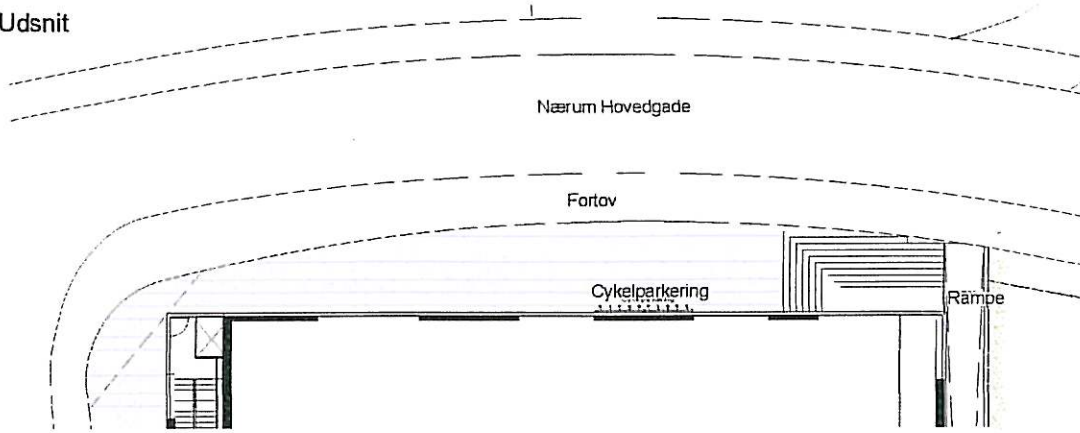 Udsnit
Nærum Hovedgade
Fortov
Cykelparkering
Rampe